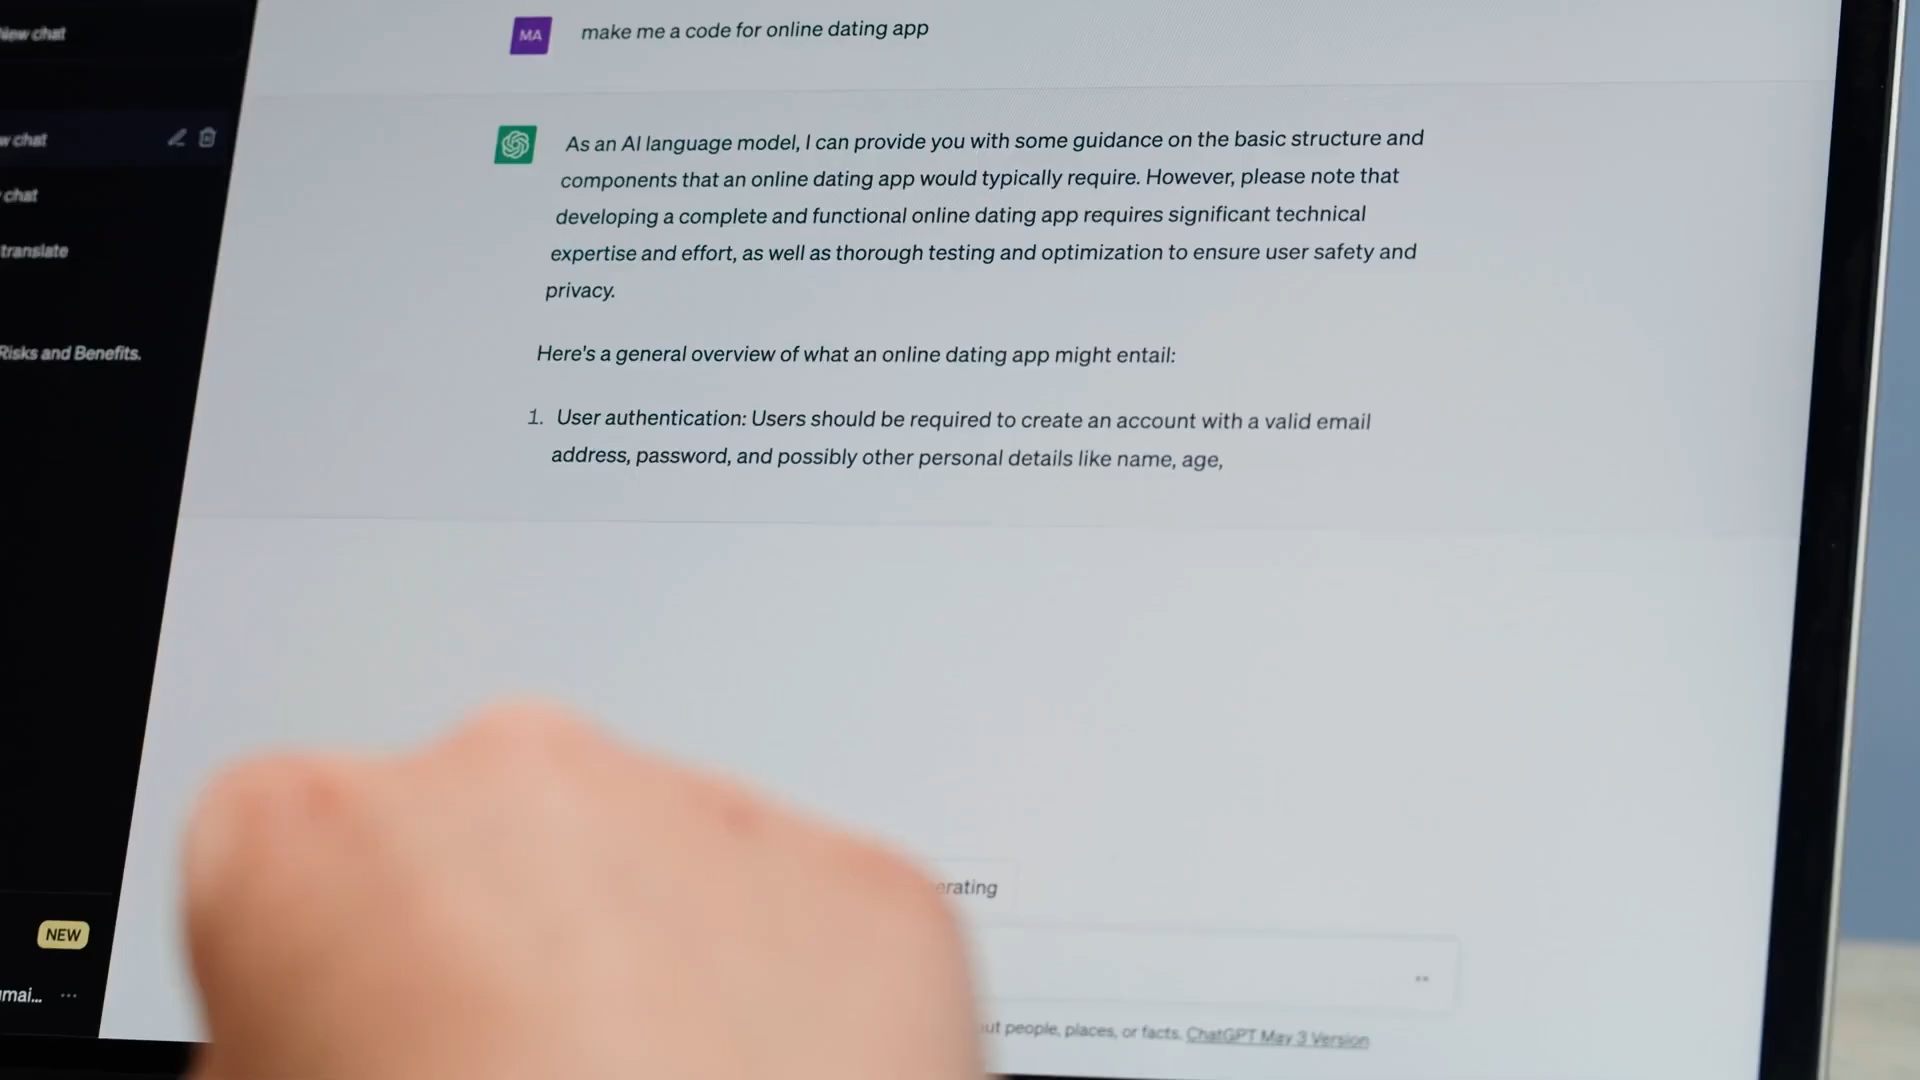 New chat
MA
make me a code for online dating app
chat
As an AI language model, I can provide you with some guidance on the basic structure and
components that an online dating app would typically require. However, please note that
developing a complete and functional online dating app requires significant technical
expertise and effort, as well as thorough testing and optimization to ensure user safety and
privacy.
chat
translate
Risks and Benefits.
Here's a general overview of what an online dating app might entail:
1. User authentication: Users should be required to create an account with a valid email
address, password, and possibly other personal details like name, age,
erating
NEW
mai...
people, places, or facts. ChatGPT May 3 Version